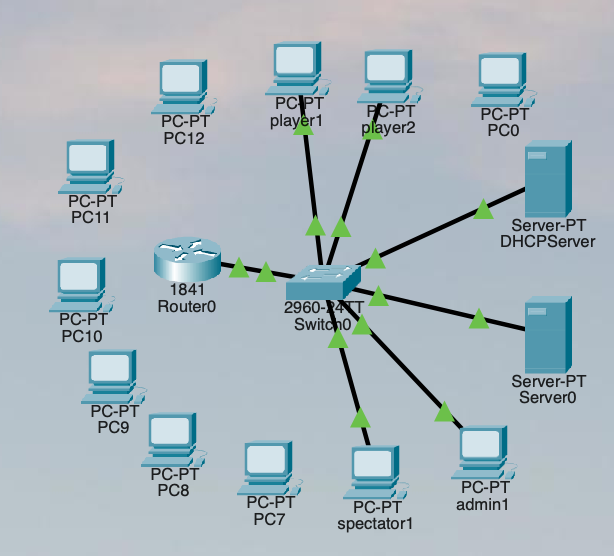 PC-PT
player1
PC-PT
player2
PC-PT
PC0
PC-PT
PC12
PC-PT
PC11
Server-PT
DHCPServer
1841
Router0
2960-24TT
Switch0
PC-PT
PC10
Server-PT
Server0
PC-PT
PC9
PC-PT
PC8
PC-PT
PC7
PC-PT
spectator1
PC-PT
admin1